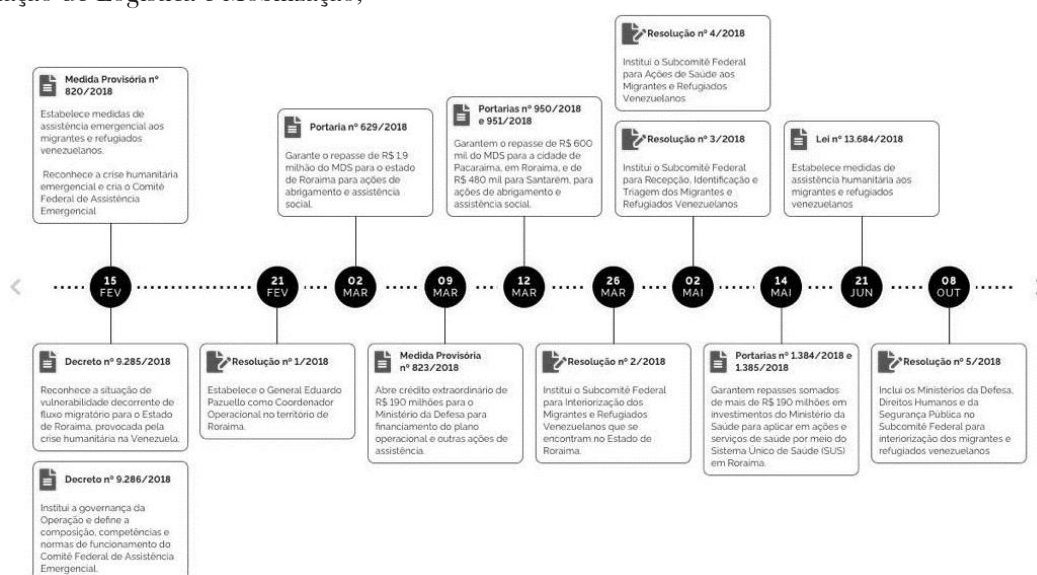 Medida Provisória nº
820/2018
Estabelece medidas de
assistência emergencial aos
migrantes e refugiados
venezuelanos.
Reconhece a crise humanitária
emergencial e cria o Comitê
Federal de Assistência
Emergencial
Portaria nº 629/2018
Garante o repasse de R$ 1,9
milhão do MDS para o estado
de Roraima para ações de
abrigamento e assistência
social.
Portarias nº 950/2018
e 951/2018
Garantem o repasse de R$ 600
mil do MDS para a cidade de
Pacaraima, em Roraima, e de
R$ 480 mil para Santarém, para
ações de abrigamento e
assistência social.
Resolução nº 4/2018
Institui o Subcomitê Federal
para Ações de Saúde aos
Migrantes e Refugiados
Venezuelanos
Resolução nº 3/2018
Institui o Subcomitê Federal
para Recepção, Identificação e
Triagem dos Migrantes e
Refugiados Venezuelanos
Lei nº 13.684/2018
Estabelece medidas de
assistência humanitária aos
migrantes e refugiados
venezuelanos
15
FEV
21
FEV
02
MAR
09
MAR
12
MAR
26
MAR
02
MAI
14
MAI
21
JUN
08
OUT
Decreto nº 9.285/2018
Reconhece a situação de
vulnerabilidade decorrente de
fluxo migratório para o Estado
de Roraima, provocada pela
crise humanitária na Venezuela.
Decreto nº 9.286/2018
Institui a governança da
Operação e define a
composição, competências e
normas de funcionamento do
Comitê Federal de Assistência
Emergencial.
Resolução nº 1/2018
Estabelece o General Eduardo
Pazuello como Coordenador
Operacional no território de
Roraima.
Medida Provisória
nº 823/2018
Abre crédito extraordinário de
R$ 190 milhões para o
Ministério da Defesa para
financiamento do plano
operacional e outras ações de
assistência.
Resolução nº 2/2018
Institui o Subcomitê Federal
para Interiorização dos
Migrantes e Refugiados
Venezuelanos que se
encontram no Estado de
Roraima.
Portarias nº 1.384/2018 e
1.385/2018
Garantem repasses somados
de mais de R$ 190 milhões em
investimentos do Ministério da
Saúde para aplicar em ações e
serviços de saúde por meio do
Sistema Único de Saúde (SUS)
em Roraima.
Resolução nº 5/2018
Inclui os Ministérios da Defesa,
Direitos Humanos e da
Segurança Pública no
Subcomitê Federal para
interiorização dos migrantes e
refugiados venezuelanos